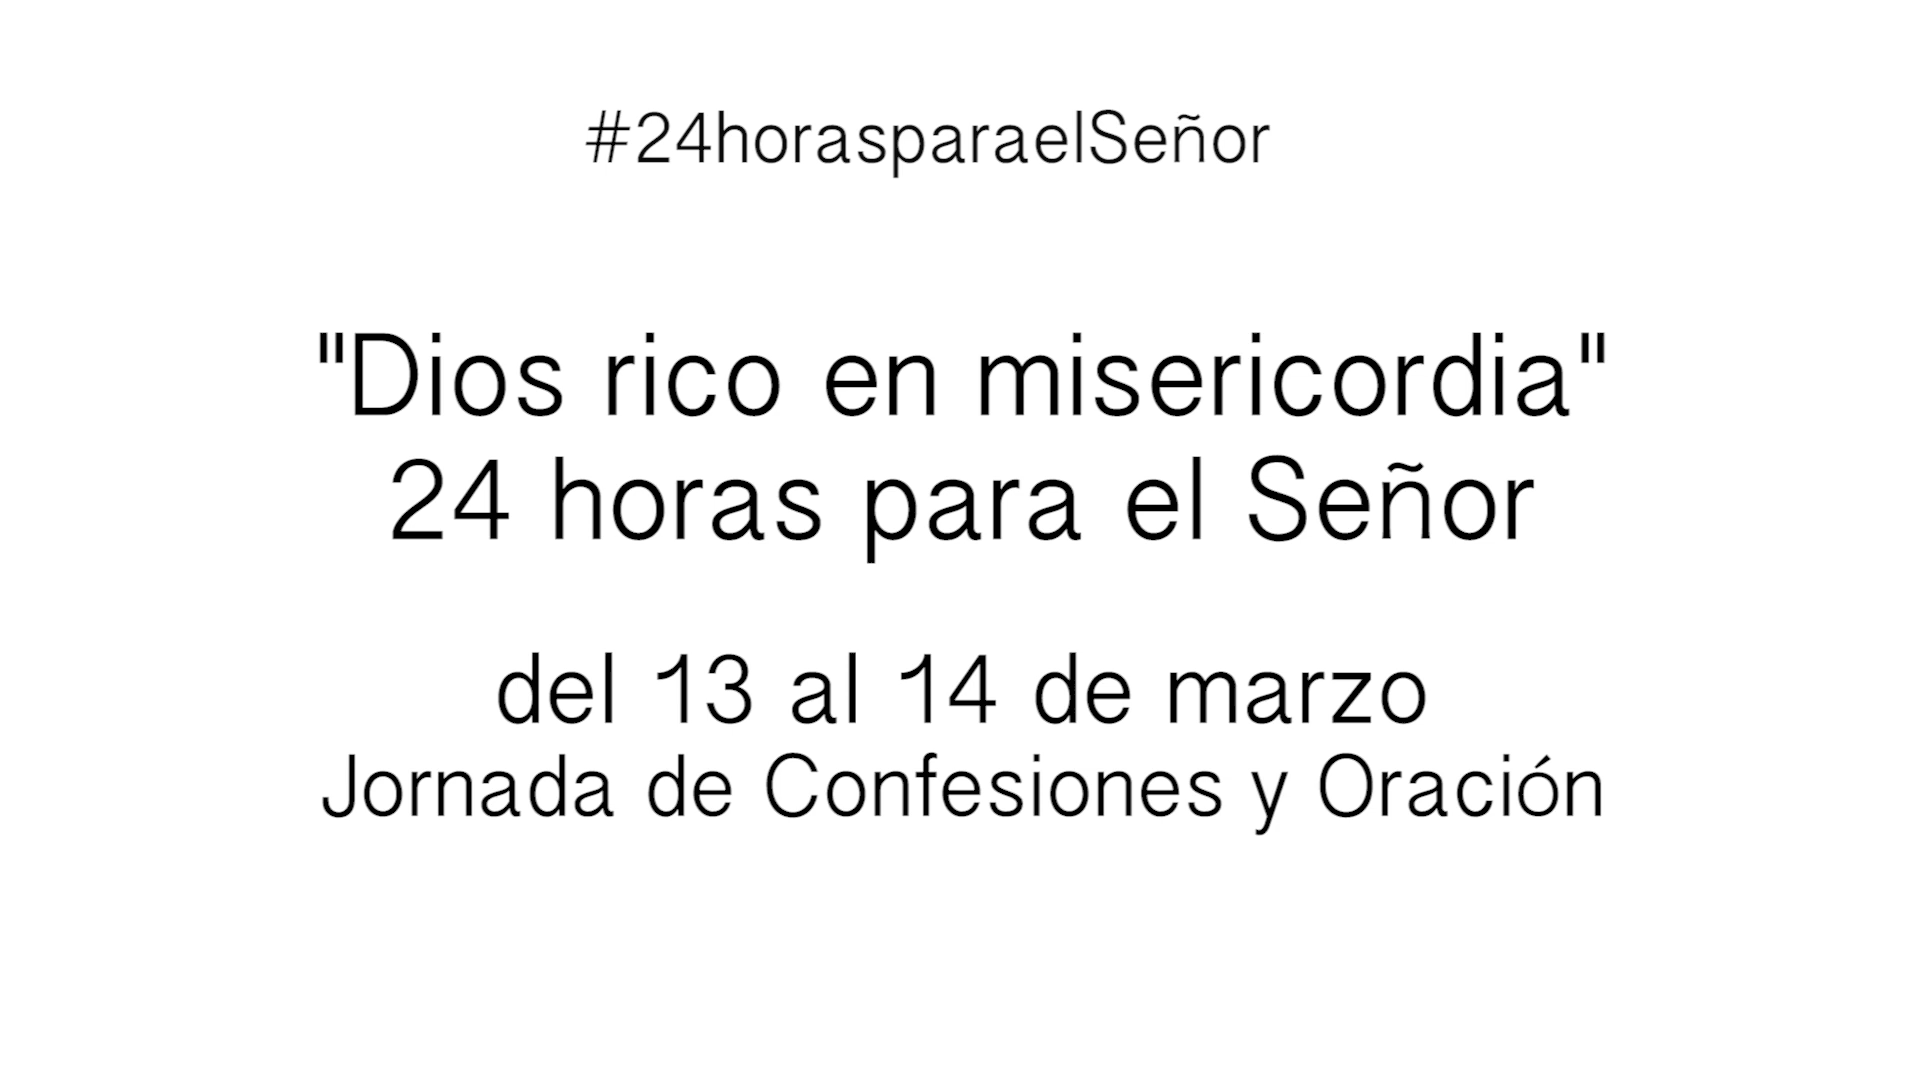 #24horasparaelSeñor
"Dios rico en misericordia"
24 horas para el Señor
del 13 al 14 de marzo
Jornada de Confesiones y Oración